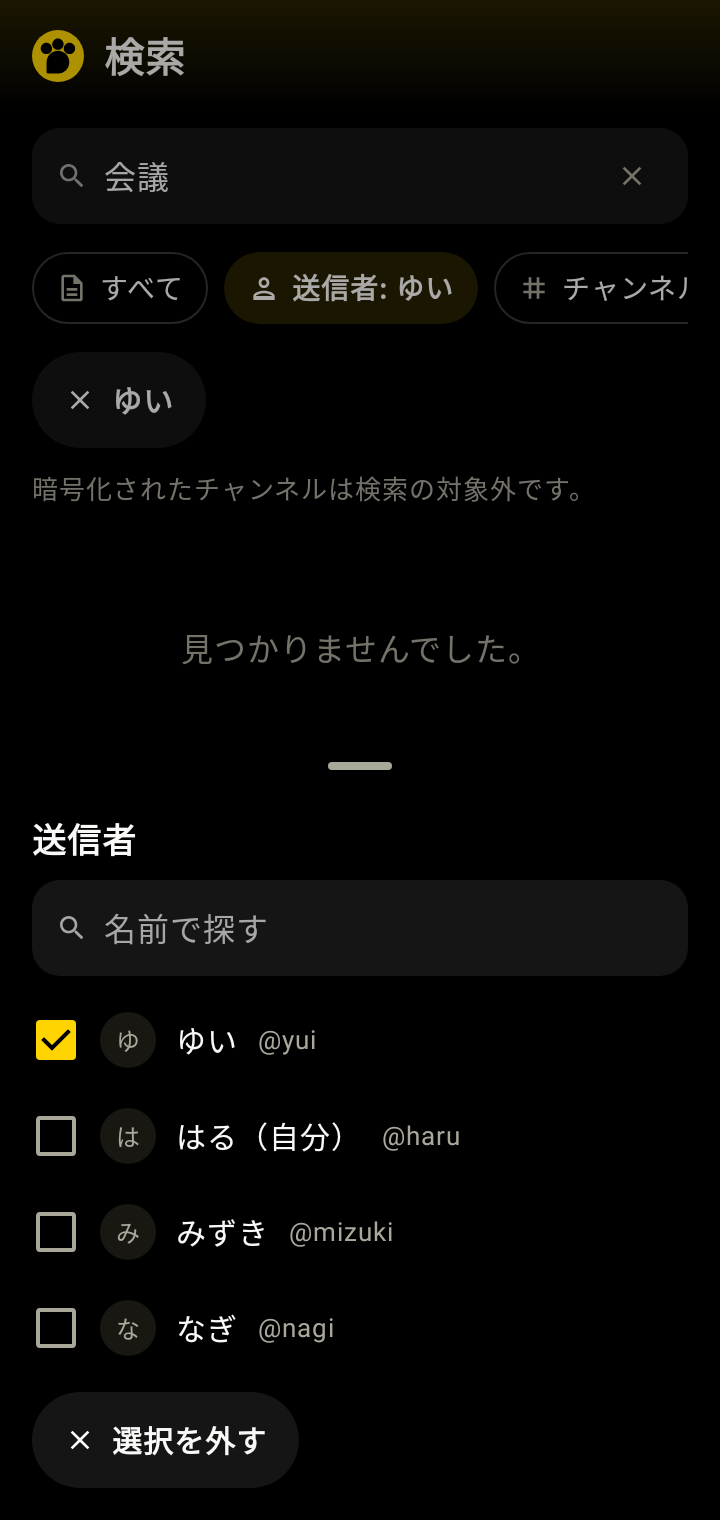 検索
会議
すべて 送信者: ゆい チャンネル
ゆい
暗号化されたチャンネルは検索の対象外です。
見つかりませんでした。
送信者
名前で探す
ゆ ゆい @yui
は はる（自分） @haru
み みずき @mizuki
な なぎ @nagi
選択を外す